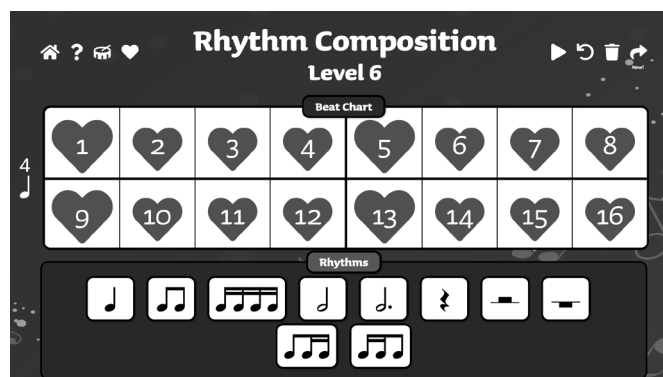 Rhythm Composition
Level 6
?
New!
Beat Chart
1 2 3 4 5 6 7 8
4
9 10 11 12 13 14 15 16
Rhythms